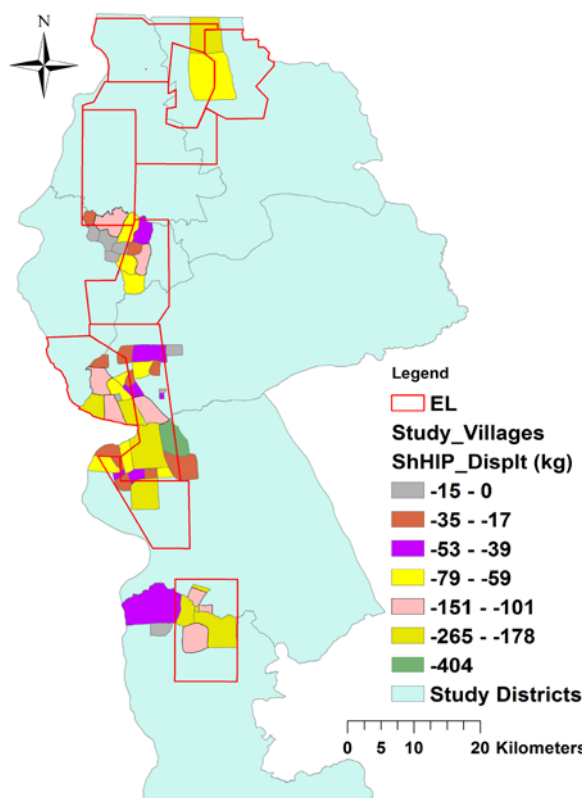 N
Legend
EL
Study_Villages
ShHIP_Displt (kg)
-15 - 0
-35 - -17
-53 - -39
-79 - -59
-151 - -101
-265 - -178
-404
Study Districts
0 5 10 20 Kilometers